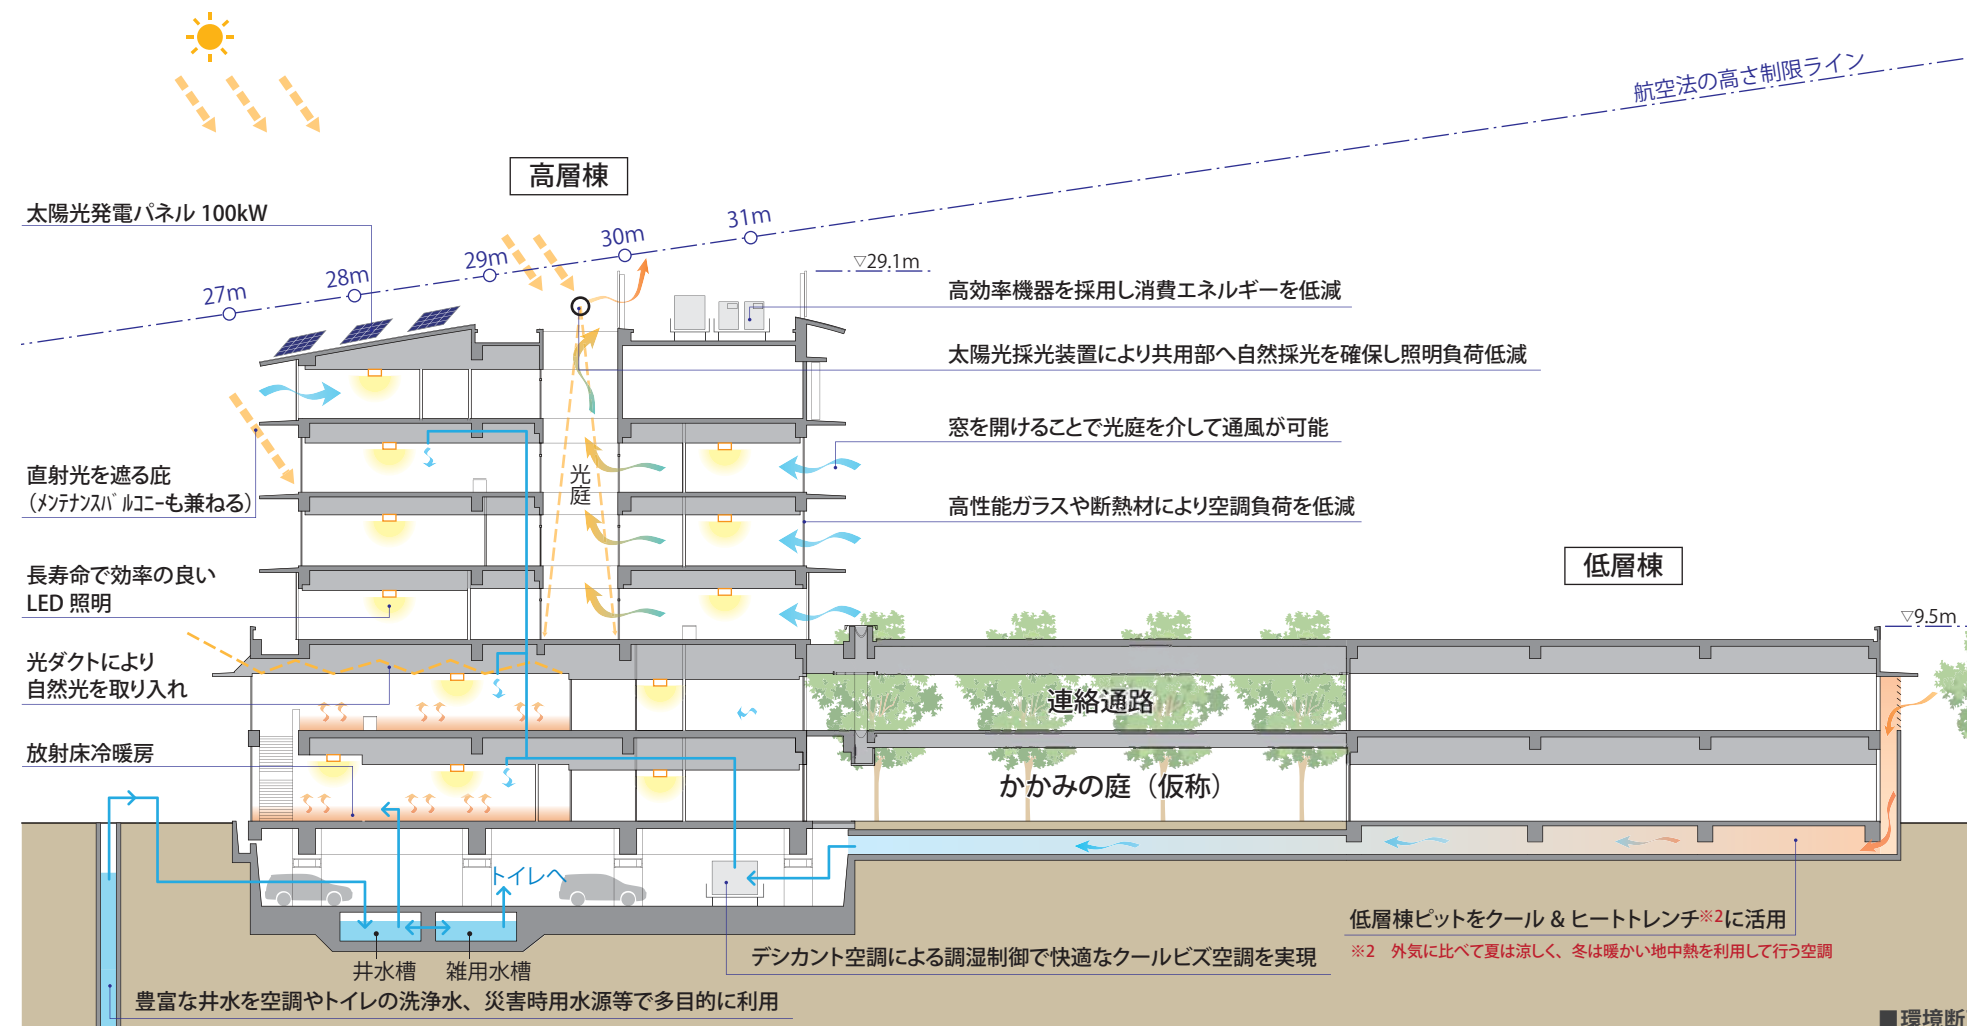 航空法の高さ制限ライン
高層棟
太陽光発電パネル 100kW
27m
28m
29m
30m
31m
▽29.1m
高効率機器を採用し消費エネルギーを低減
太陽光採光装置により共用部へ自然採光を確保し照明負荷低減
窓を開けることで光庭を介して通風が可能
光庭
直射光を遮る庇
（メンテナンスバルコニーも兼ねる）
高性能ガラスや断熱材により空調負荷を低減
低層棟
長寿命で効率の良い
LED 照明
▽9.5m
光ダクトにより
自然光を取り入れ
連絡通路
放射床冷暖房
かかみの庭（仮称）
トイレへ
低層棟ピットをクール & ヒートトレンチ※2に活用
※2　外気に比べて夏は涼しく、冬は暖かい地中熱を利用して行う空調
デシカント空調による調湿制御で快適なクールビズ空調を実現
井水槽
雑用水槽
豊富な井水を空調やトイレの洗浄水、災害時用水源等で多目的に利用
■環境断